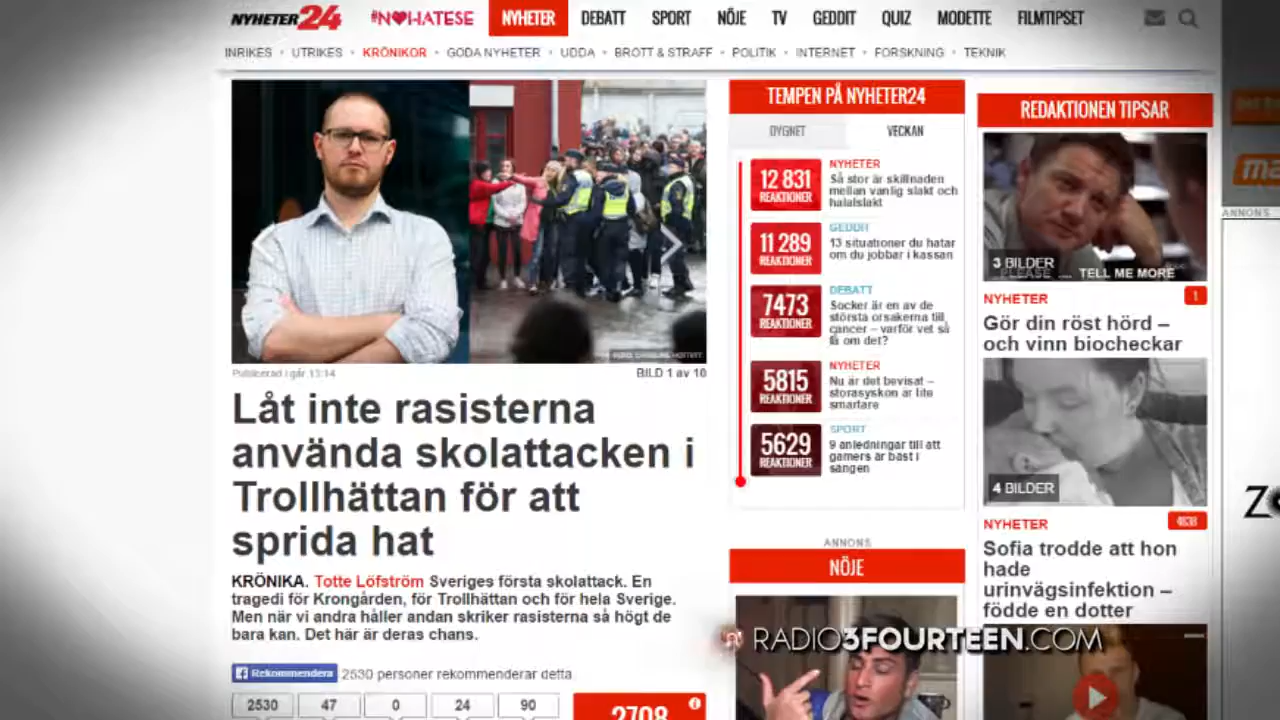 NYHETER24
#N♥HATESE
NYHETER
DEBATT
SPORT
NÖJE
TV
GEDDIT
QUIZ
MODETTE
FILMTIPSET
INRIKES
UTRIKES
KRÖNIKOR
GODA NYHETER
UDDA
BROTT & STRAFF
POLITIK
INTERNET
FORSKNING
TEKNIK
Publicerad i går 13:14
BILD 1 av 10
Låt inte rasisterna
använda skolattacken i
Trollhättan för att
sprida hat
KRÖNIKA. Totte Löfström Sveriges första skolattack. En
tragedi för Krongården, för Trollhättan och för hela Sverige.
Men när vi andra håller andan skriker rasisterna så högt de
bara kan. Det här är deras chans.
Rekommendera
2530 personer rekommenderar detta
2530
47
0
24
90
2708
TEMPEN PÅ NYHETER24
DYGNET
VECKAN
12 831
REAKTIONER
NYHETER
Så stor är skillnaden
mellan vanlig slakt och
halalslakt
11 289
REAKTIONER
GEDDIT
13 situationer du hatar
om du jobbar i kassan
7473
REAKTIONER
DEBATT
Socker är en av de
största orsakerna till
cancer – varför vet så
få om det?
5815
REAKTIONER
NYHETER
Nu är det bevisat –
storasyskon är lite
smartare
5629
REAKTIONER
SPORT
9 anledningar till att
gamers är bäst i
sängen
ANNONS
NÖJE
REDAKTIONEN TIPSAR
3 BILDER
PLEASE .... TELL ME MORE
NYHETER
1
Gör din röst hörd –
och vinn biocheckar
4 BILDER
NYHETER
Sofia trodde att hon
hade
urinvägsinfektion –
födde en dotter
ANNONS
RADIO3FOURTEEN.COM